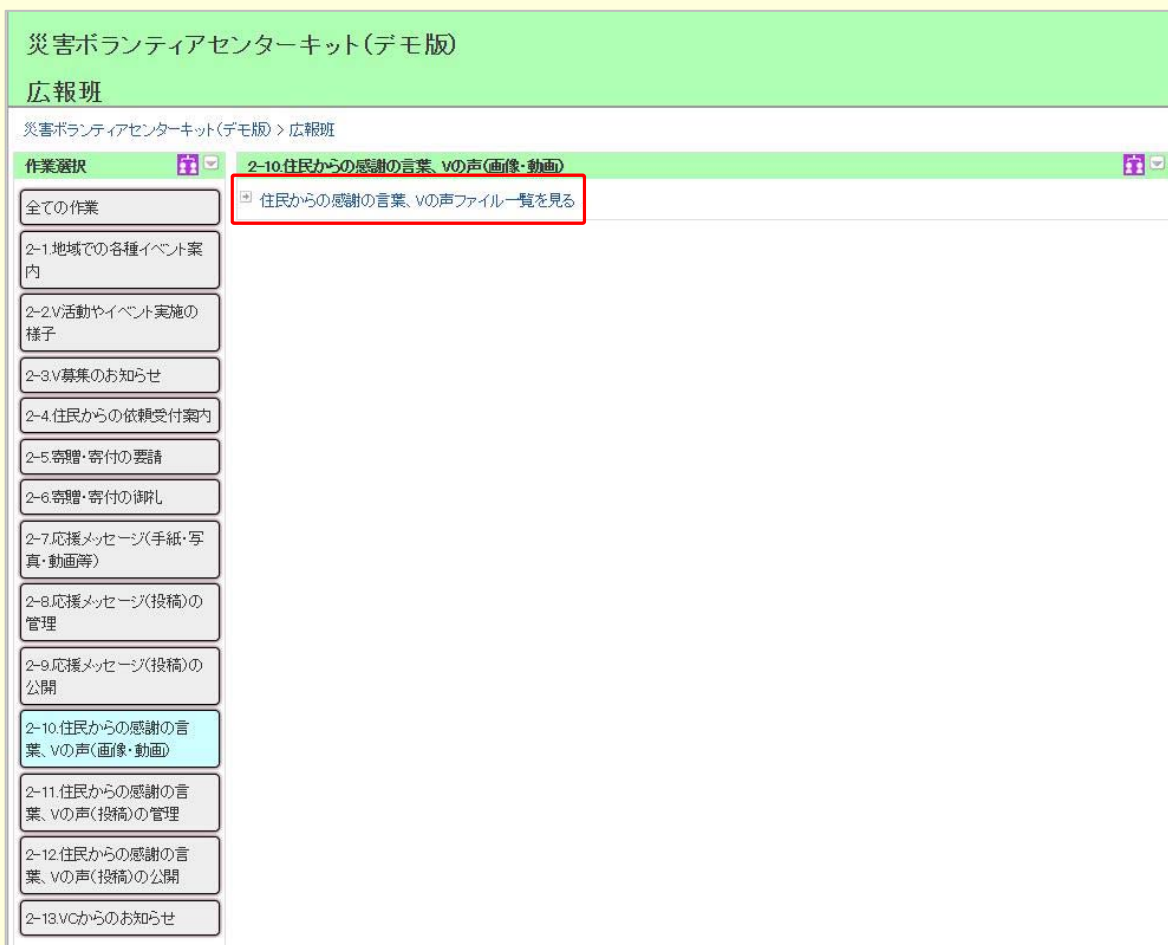 災害ボランティアセンターキット(デモ版)
広報班
災害ボランティアセンターキット(デモ版) > 広報班
作業選択
2-10.住民からの感謝の言葉、Vの声(画像・動画)
住民からの感謝の言葉、Vの声ファイル一覧を見る
全ての作業
2-1.地域での各種イベント案
内
2-2.V活動やイベント実施の
様子
2-3.V募集のお知らせ
2-4.住民からの依頼受付案内
2-5.寄贈・寄付の要請
2-6.寄贈・寄付の御礼
2-7.応援メッセージ(手紙・写
真・動画等)
2-8.応援メッセージ(投稿)の
管理
2-9.応援メッセージ(投稿)の
公開
2-10.住民からの感謝の言
葉、Vの声(画像・動画)
2-11.住民からの感謝の言
葉、Vの声(投稿)の管理
2-12.住民からの感謝の言
葉、Vの声(投稿)の公開
2-13.VCからのお知らせ